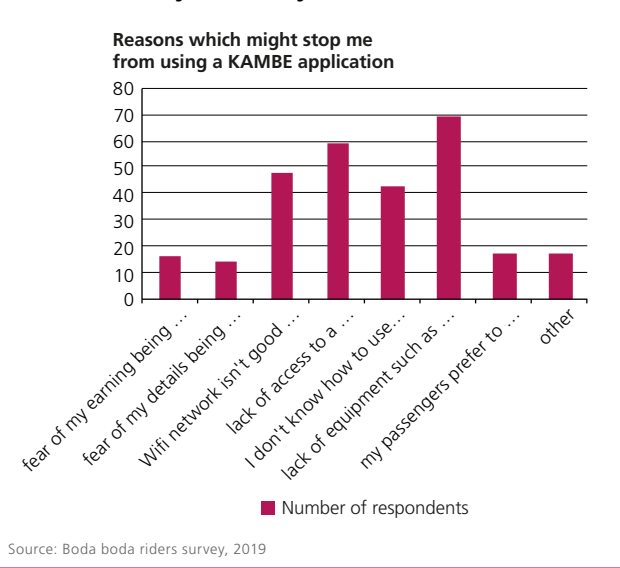 Reasons which might stop me
from using a KAMBE application
80
70
60
50
40
30
20
10
0
fear of my earning being ...
fear of my details being ...
Wifi network isn't good ...
lack of access to a ...
I don't know how to use...
lack of equipment such as ...
my passengers prefer to ...
other
Number of respondents
Source: Boda boda riders survey, 2019